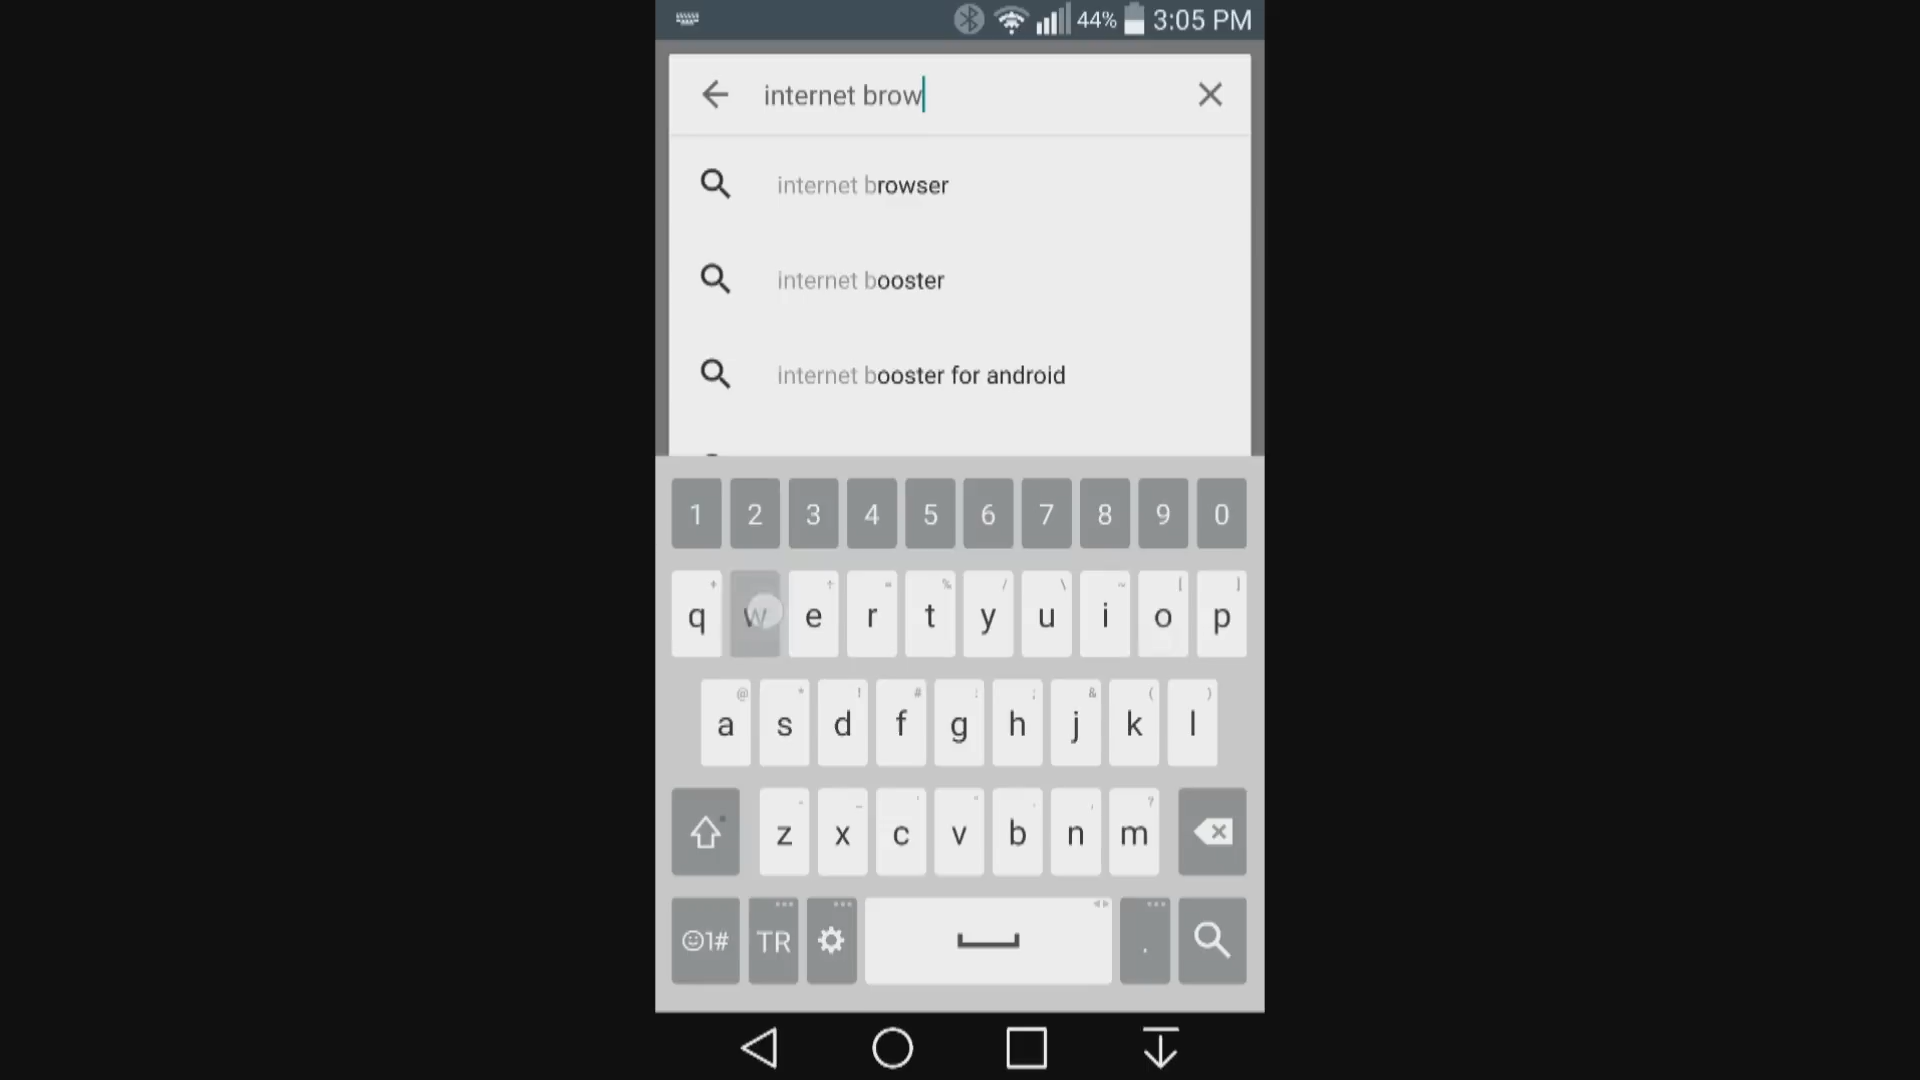 44% 3:05 PM
internet brow
internet browser
internet booster
internet booster for android
1 2 3 4 5 6 7 8 9 0
q w e r t y u i o p
a s d f g h j k l
z x c v b n m
1# TR .